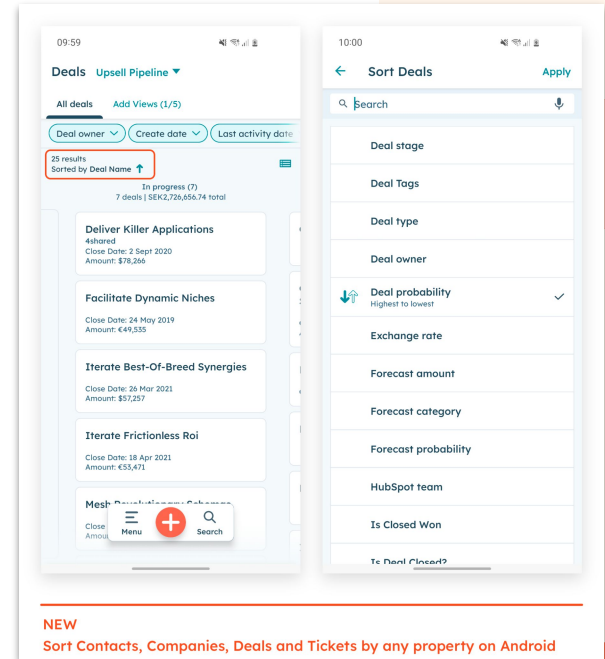 09:59
Deals Upsell Pipeline
All deals Add Views (1/5)
Deal owner Create date Last activity date
25 results
Sorted by Deal Name
In progress (7)
7 deals | SEK2,726,656.74 total
Deliver Killer Applications
4shared
Close Date: 2 Sept 2020
Amount: $78,266
Facilitate Dynamic Niches
Close Date: 24 May 2019
Amount: €49,535
Iterate Best-Of-Breed Synergies
Close Date: 26 Mar 2021
Amount: $57,257
Iterate Frictionless Roi
Close Date: 18 Apr 2021
Amount: €53,471
Mesh
Close
Menu Search
10:00
Sort Deals Apply
Search
Deal stage
Deal Tags
Deal type
Deal owner
Deal probability
Highest to lowest
Exchange rate
Forecast amount
Forecast category
Forecast probability
HubSpot team
Is Closed Won
Is Deal Closed?
NEW
Sort Contacts, Companies, Deals and Tickets by any property on Android